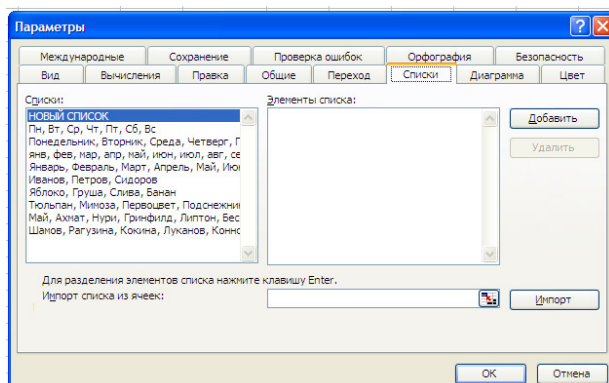 Параметры
Международные Сохранение Проверка ошибок Орфография Безопасность
Вид Вычисления Правка Общие Переход Списки Диаграмма Цвет
Списки: Элементы списка:
НОВЫЙ СПИСОК
Пн, Вт, Ср, Чт, Пт, Сб, Вс
Понедельник, Вторник, Среда, Четверг, П
янв, фев, мар, апр, май, июн, июл, авг, се
Январь, Февраль, Март, Апрель, Май, Ию
Иванов, Петров, Сидоров
Яблоко, Груша, Слива, Банан
Тюльпан, Мимоза, Первоцвет, Подснежни
Май, Ахмат, Нури, Гринфилд, Липтон, Бес
Шамов, Рагузина, Кокина, Луканов, Конно
Добавить
Удалить
Для разделения элементов списка нажмите клавишу Enter.
Импорт списка из ячеек: Импорт
ОК Отмена